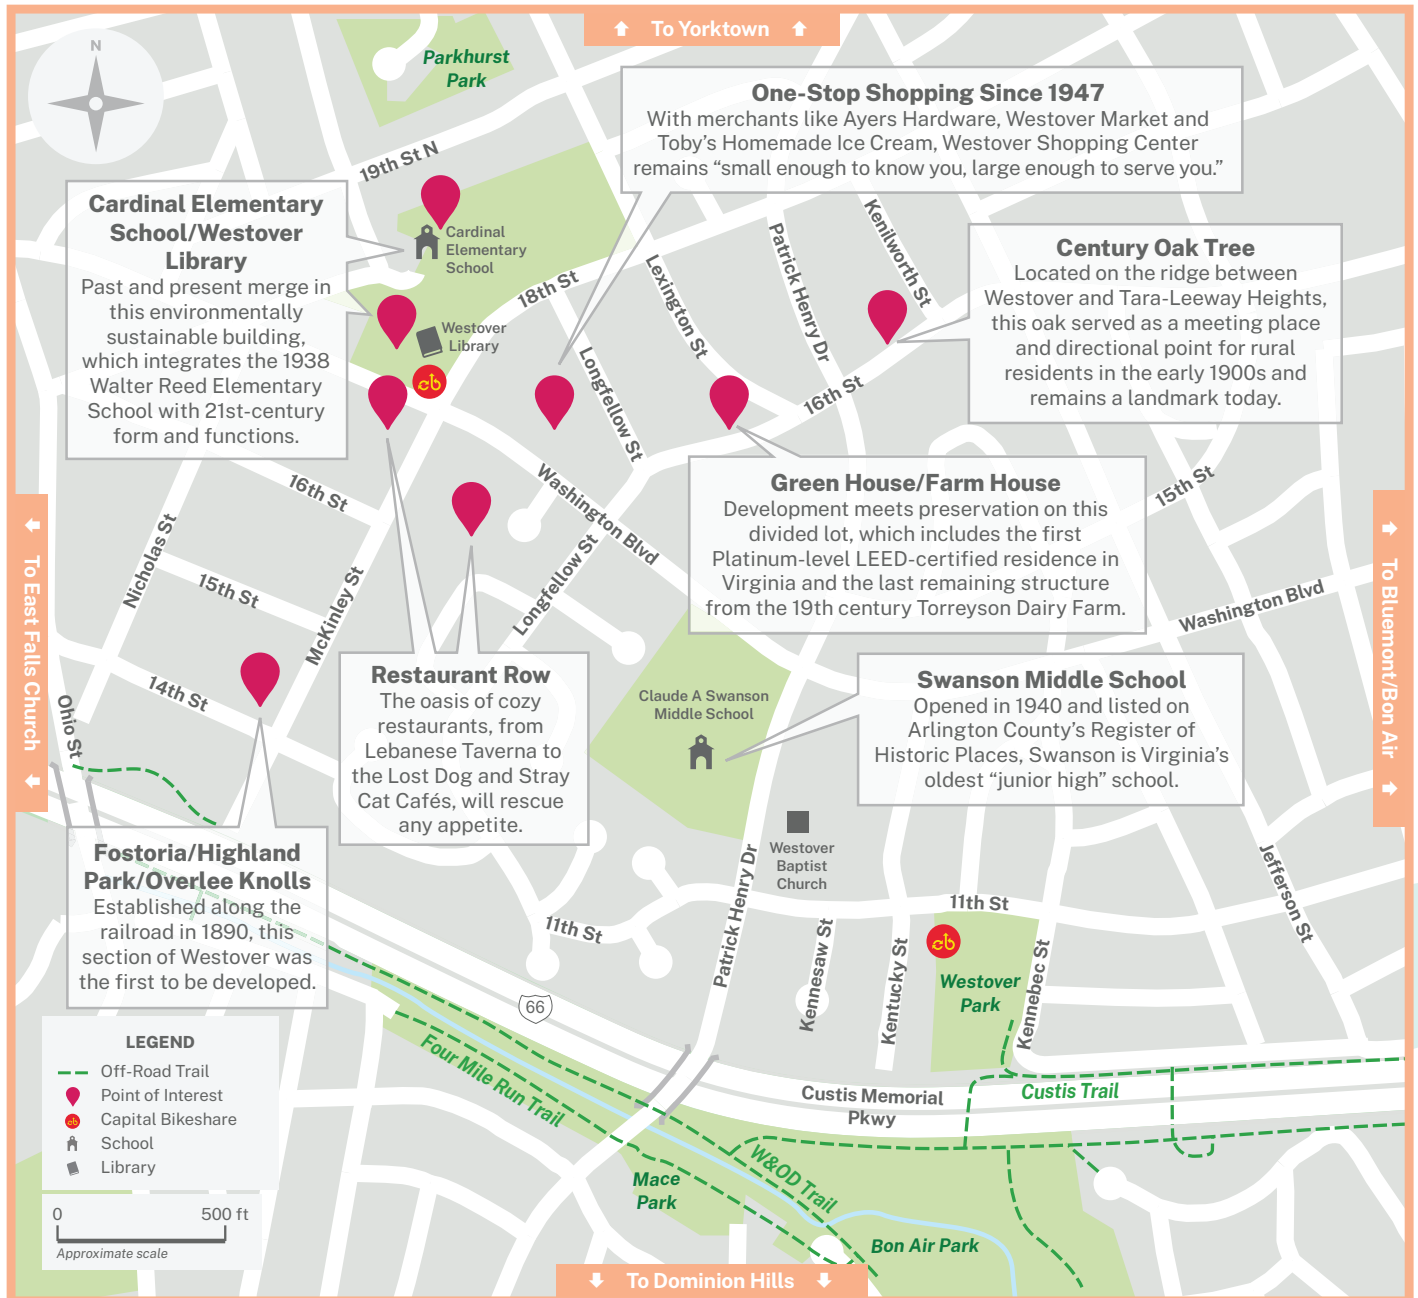 To Yorktown
N
Parkhurst
Park
One-Stop Shopping Since 1947
With merchants like Ayers Hardware, Westover Market and
Toby's Homemade Ice Cream, Westover Shopping Center
remains “small enough to know you, large enough to serve you.”
19th St N
Cardinal Elementary
School/Westover
Library
Past and present merge in
this environmentally
sustainable building,
which integrates the 1938
Walter Reed Elementary
School with 21st-century
form and functions.
Cardinal
Elementary
School
18th St
Westover
Library
Lexington St
Patrick Henry Dr
Kenilworth St
Century Oak Tree
Located on the ridge between
Westover and Tara-Leeway Heights,
this oak served as a meeting place
and directional point for rural
residents in the early 1900s and
remains a landmark today.
Longfellow St
16th St
Green House/Farm House
Development meets preservation on this
divided lot, which includes the first
Platinum-level LEED-certified residence in
Virginia and the last remaining structure
from the 19th century Torreyson Dairy Farm.
15th St
16th St
Washington Blvd
Nicholas St
15th St
McKinley St
Longfellow St
Washington Blvd
To East Falls Church
To Bluemont/Bon Air
14th St
Ohio St
Restaurant Row
The oasis of cozy
restaurants, from
Lebanese Taverna to
the Lost Dog and Stray
Cat Cafés, will rescue
any appetite.
Claude A Swanson
Middle School
Swanson Middle School
Opened in 1940 and listed on
Arlington County's Register of
Historic Places, Swanson is Virginia's
oldest “junior high” school.
Fostoria/Highland
Park/Overlee Knolls
Established along the
railroad in 1890, this
section of Westover was
the first to be developed.
Westover
Baptist
Church
Patrick Henry Dr
Jefferson St
11th St
11th St
Kennesaw St
Kentucky St
Westover
Park
Kennebec St
66
LEGEND
Off-Road Trail
Point of Interest
Capital Bikeshare
School
Library
Four Mile Run Trail
Custis Memorial
Pkwy
Custis Trail
W&OD Trail
Mace
Park
Bon Air Park
0 500 ft
Approximate scale
To Dominion Hills